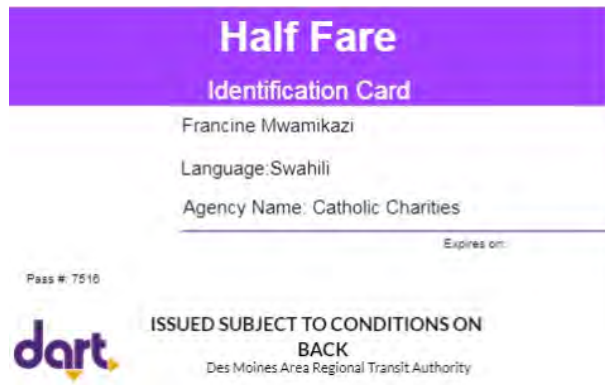 Half Fare
Identification Card
Francine Mwamikazi
Language:Swahili
Agency Name: Catholic Charities
Expires on:
Pass #: 7516
dart.
ISSUED SUBJECT TO CONDITIONS ON
BACK
Des Moines Area Regional Transit Authority